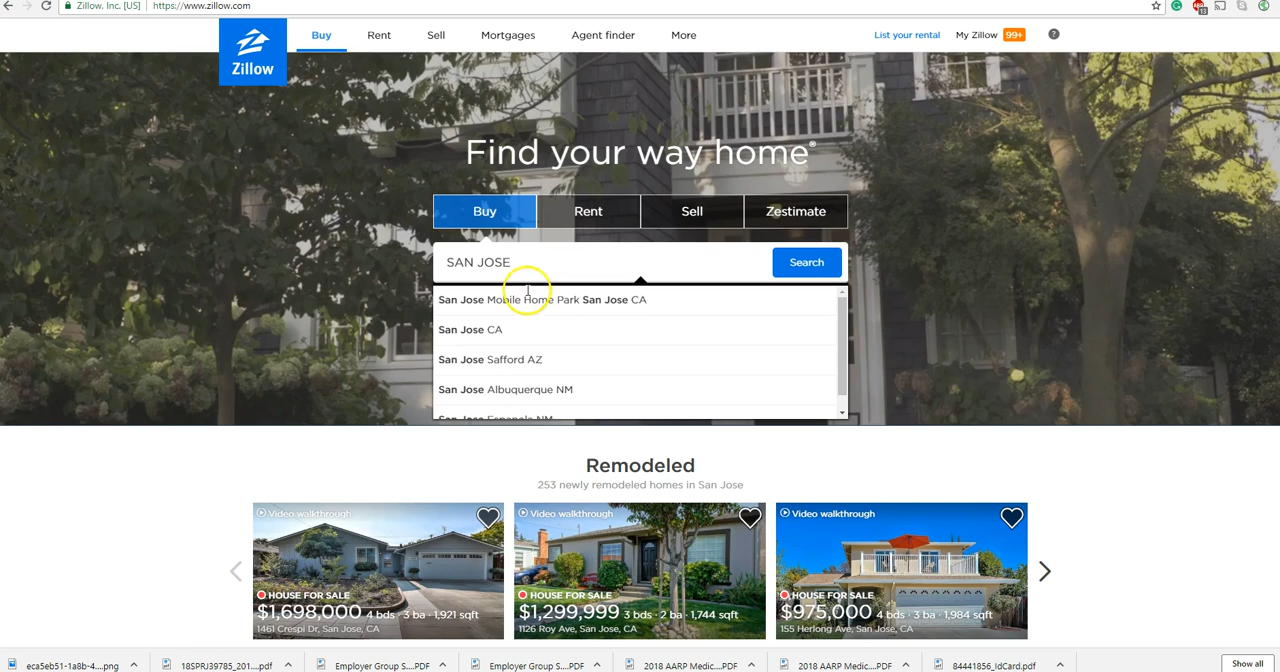 Zillow, Inc. [US]
https://www.zillow.com
13
Zillow
Buy
Rent
Sell
Mortgages
Agent finder
More
List your rental
My Zillow
99+
?
Find your way home®
Buy
Rent
Sell
Zestimate
SAN JOSE
Search
San Jose Mobile Home Park San Jose CA
San Jose CA
San Jose Safford AZ
San Jose Albuquerque NM
San Jose Espanola NM
Remodeled
253 newly remodeled homes in San Jose
Video walkthrough
HOUSE FOR SALE
$1,698,000 4 bds · 3 ba · 1,921 sqft
1461 Crespi Dr, San Jose, CA
Video walkthrough
HOUSE FOR SALE
$1,299,999 3 bds · 2 ba · 1,744 sqft
1126 Roy Ave, San Jose, CA
Video walkthrough
HOUSE FOR SALE
$975,000 4 bds · 3 ba · 1,984 sqft
155 Herlong Ave, San Jose, CA
eca5eb51-1a8b-4....png
18SPRJ39785_201....pdf
Employer Group S....PDF
Employer Group S....PDF
2018 AARP Medic....PDF
2018 AARP Medic....PDF
84441856_IdCard.pdf
Show all